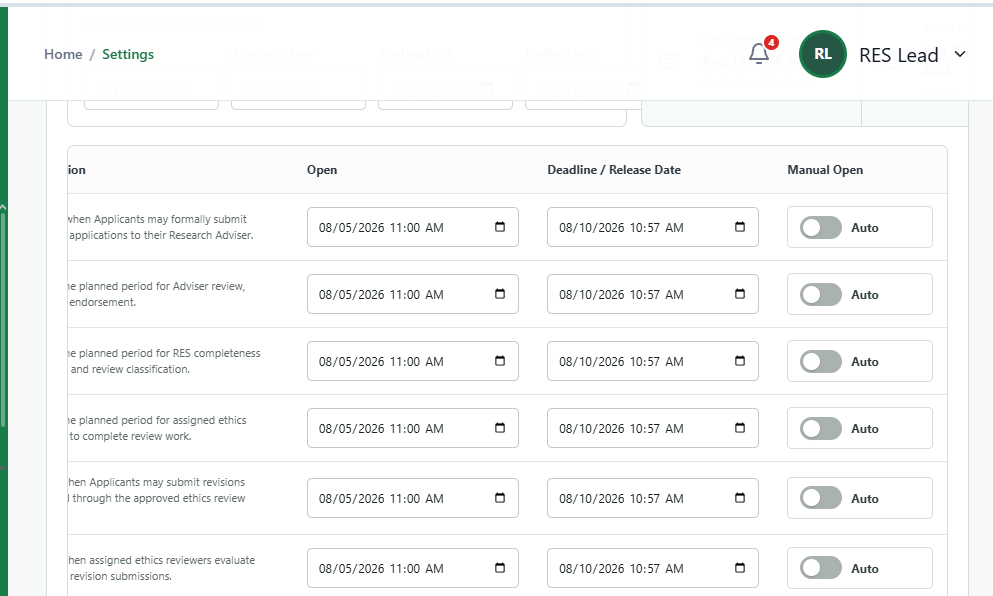 Home / Settings
4
RL
RES Lead
ion
Open
Deadline / Release Date
Manual Open
when Applicants may formally submit
applications to their Research Adviser.
08/05/2026 11:00 AM
08/10/2026 10:57 AM
Auto
planned period for Adviser review,
endorsement.
08/05/2026 11:00 AM
08/10/2026 10:57 AM
Auto
planned period for RES completeness
and review classification.
08/05/2026 11:00 AM
08/10/2026 10:57 AM
Auto
planned period for assigned ethics
to complete review work.
08/05/2026 11:00 AM
08/10/2026 10:57 AM
Auto
hen Applicants may submit revisions
through the approved ethics review
08/05/2026 11:00 AM
08/10/2026 10:57 AM
Auto
hen assigned ethics reviewers evaluate
revision submissions.
08/05/2026 11:00 AM
08/10/2026 10:57 AM
Auto